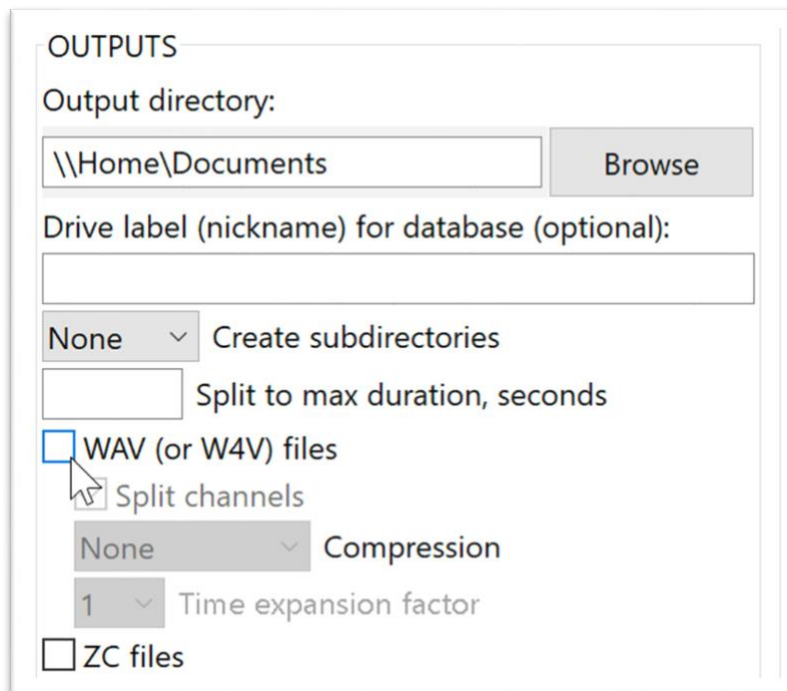 OUTPUTS
Output directory:
\\Home\Documents Browse
Drive label (nickname) for database (optional):
None Create subdirectories
Split to max duration, seconds
WAV (or W4V) files
Split channels
None Compression
1 Time expansion factor
ZC files